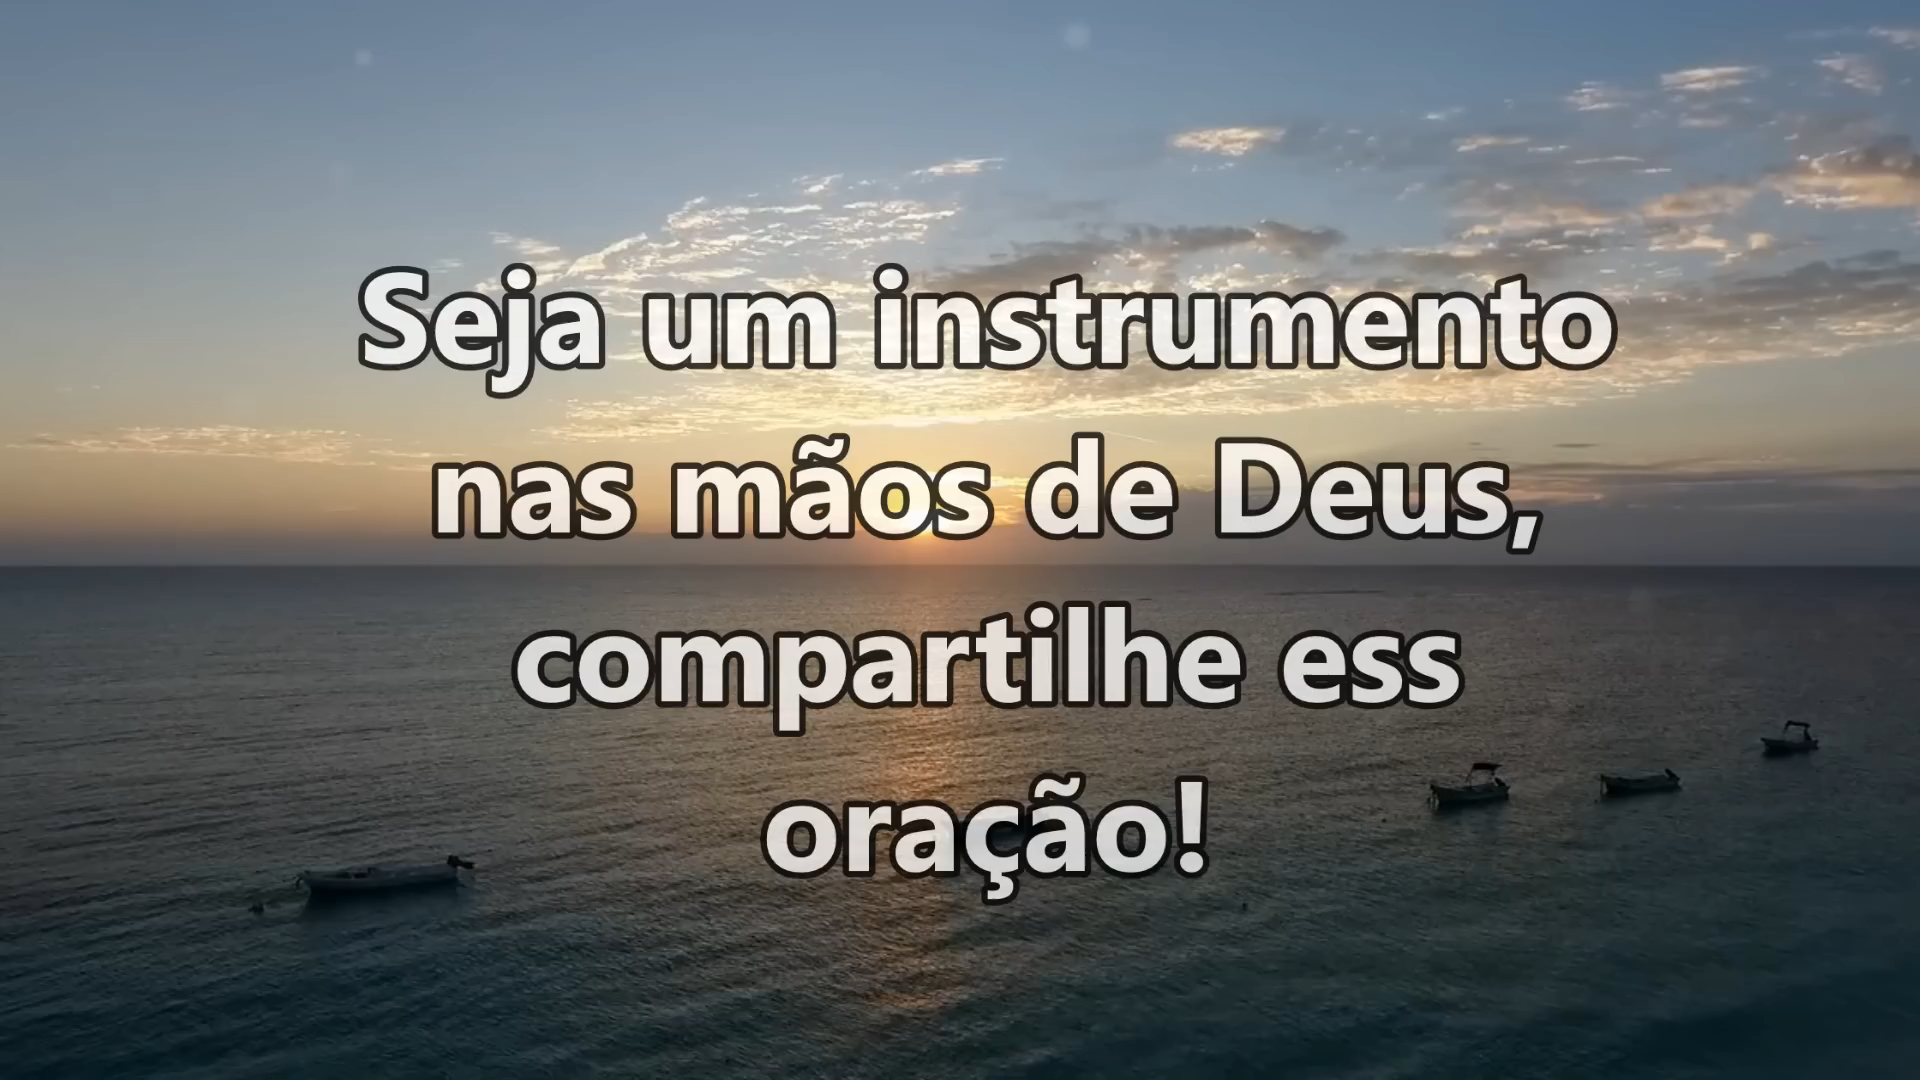 Seja um instrumento
nas mãos de Deus,
compartilhe ess
oração!